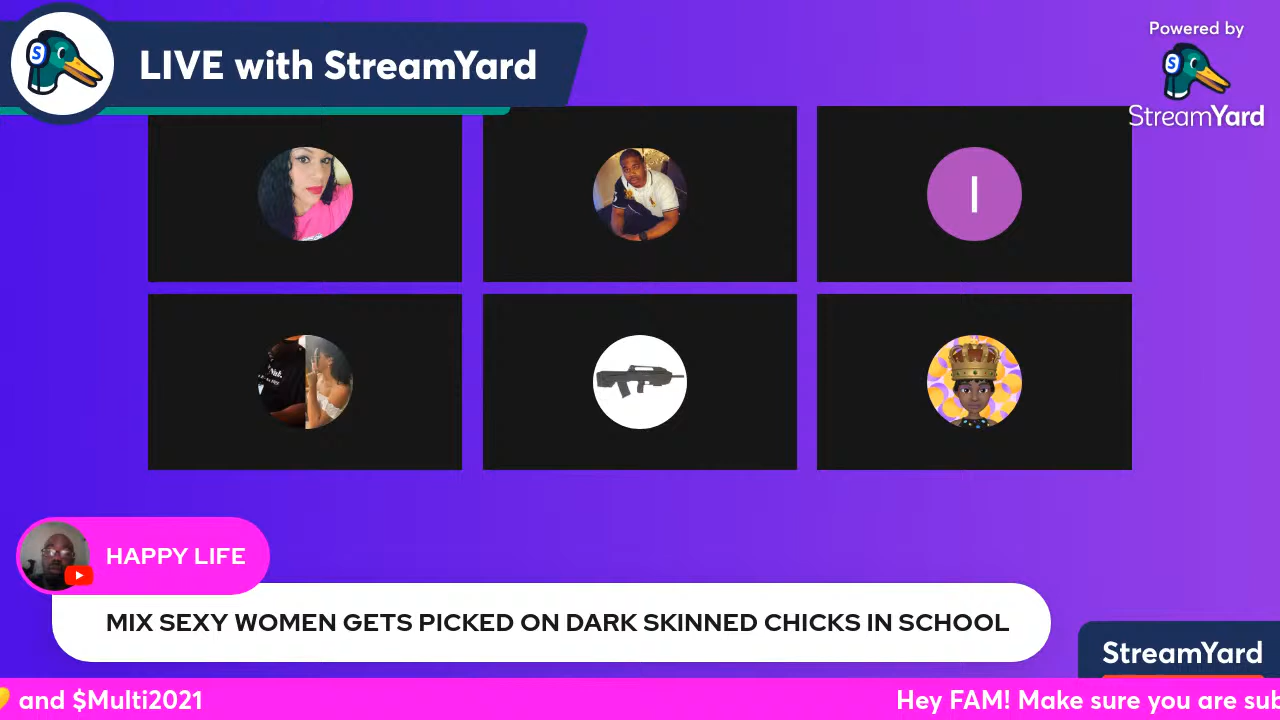 LIVE with StreamYard
Powered by
StreamYard
I
HAPPY LIFE
MIX SEXY WOMEN GETS PICKED ON DARK SKINNED CHICKS IN SCHOOL
StreamYard
and $Multi2021
Hey FAM! Make sure you are sub